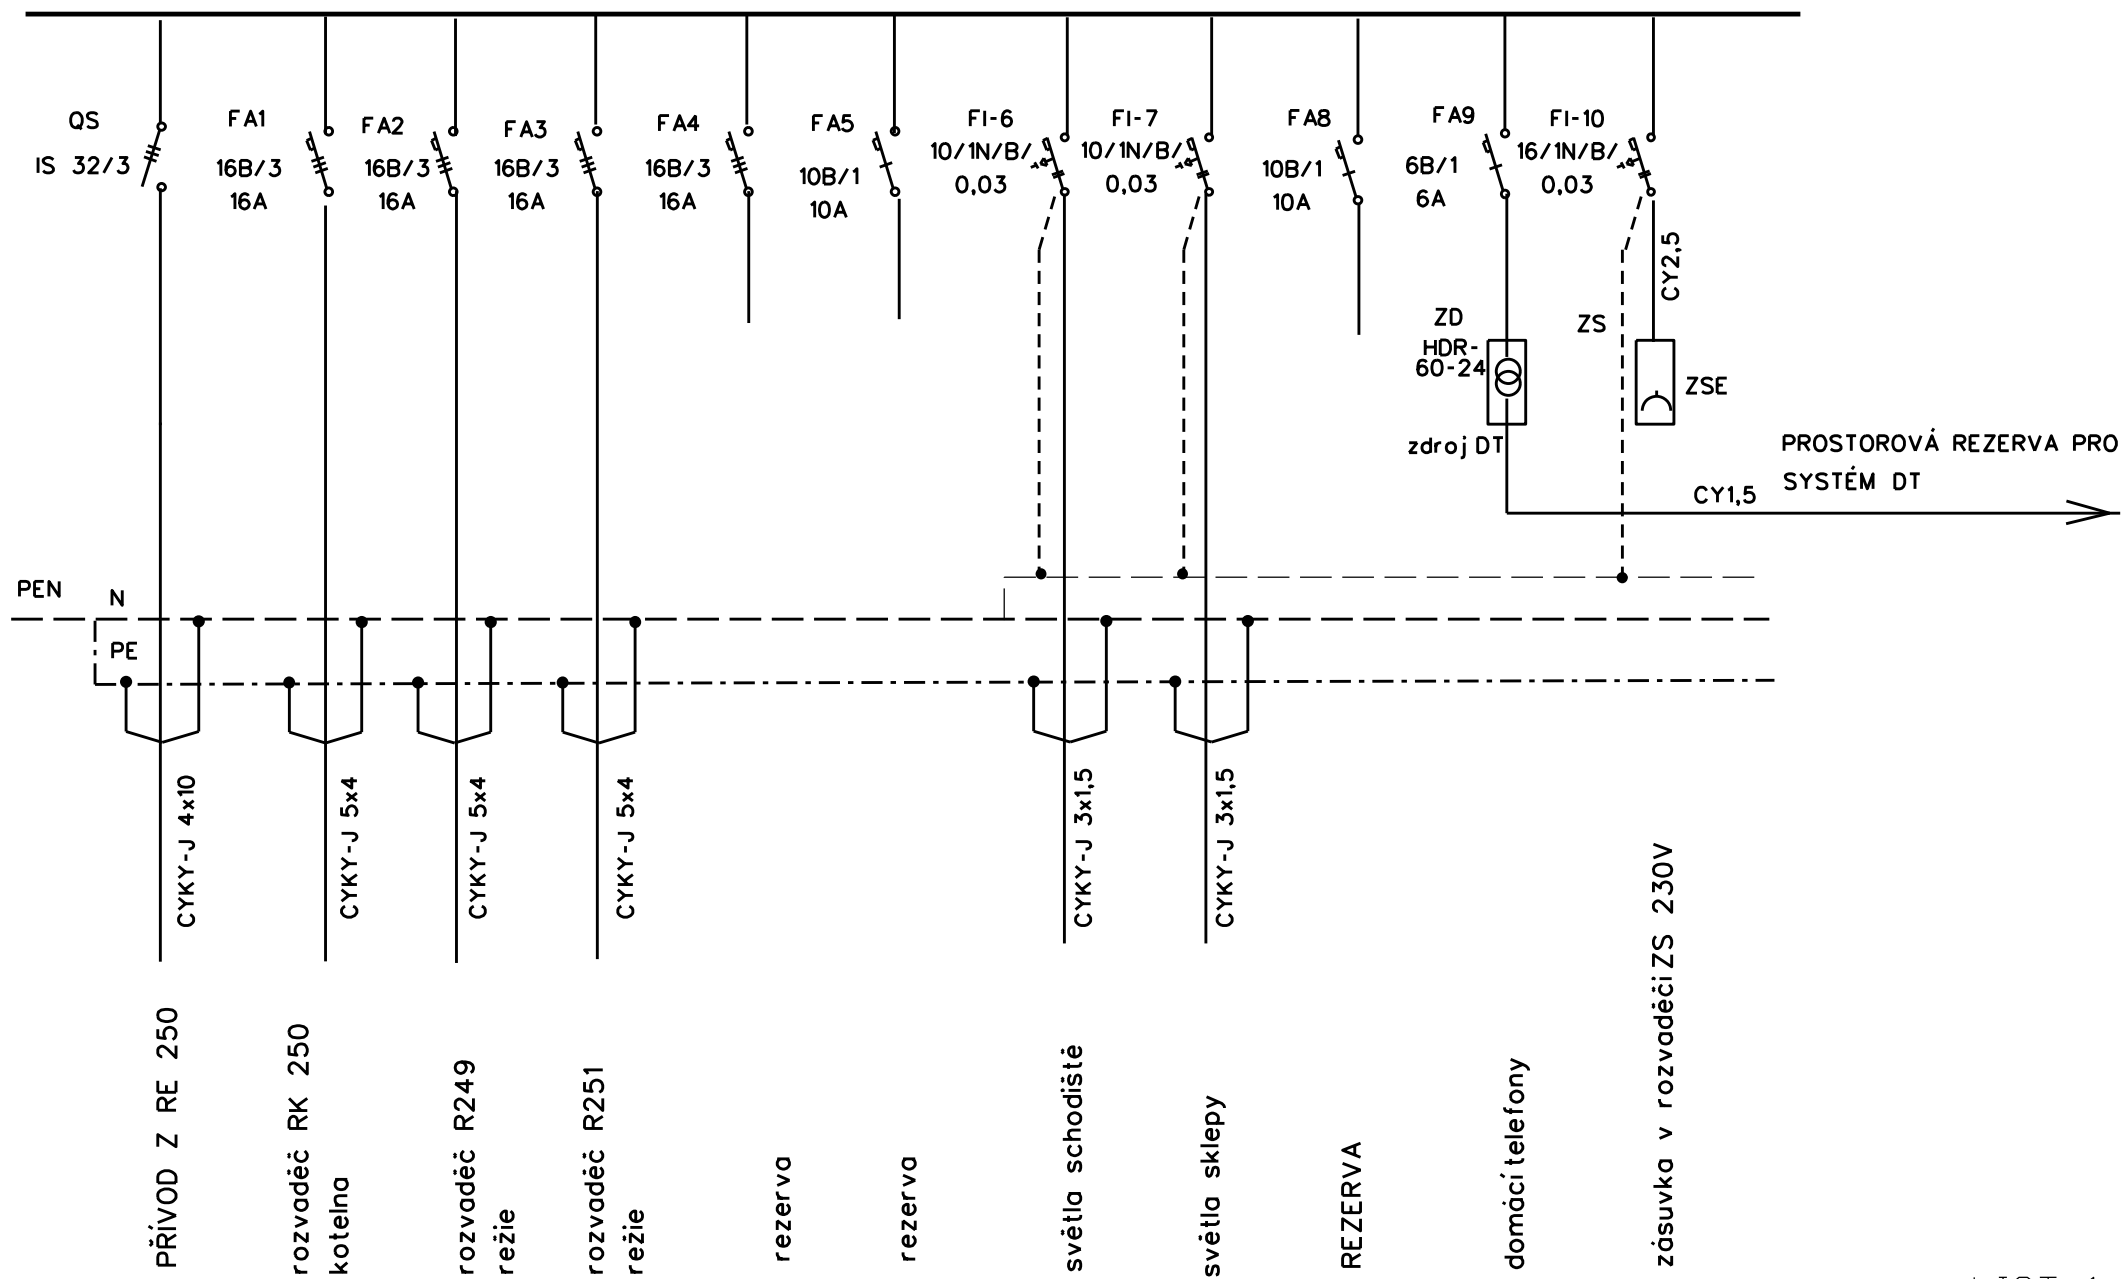 QS
IS 32/3
FA1
16B/3
16A
FA2
16B/3
16A
FA3
16B/3
16A
FA4
16B/3
16A
FA5
10B/1
10A
FI-6
10/1N/B/
0,03
FI-7
10/1N/B/
0,03
FA8
10B/1
10A
FA9
6B/1
6A
FI-10
16/1N/B/
0,03
CY2,5
ZD
HDR-
60-24
zdroj DT
ZS
ZSE
PROSTOROVÁ REZERVA PRO
SYSTÉM DT
CY1,5
PEN
N
PE
CYKY-J 4x10
CYKY-J 5x4
CYKY-J 5x4
CYKY-J 5x4
CYKY-J 3x1,5
CYKY-J 3x1,5
PŘÍVOD Z RE 250
rozvaděč RK 250
kotelna
rozvaděč R249
režie
rozvaděč R251
režie
rezerva
rezerva
světla schodiště
světla sklepy
REZERVA
domácí telefony
zásuvka v rozvaděči ZS 230V